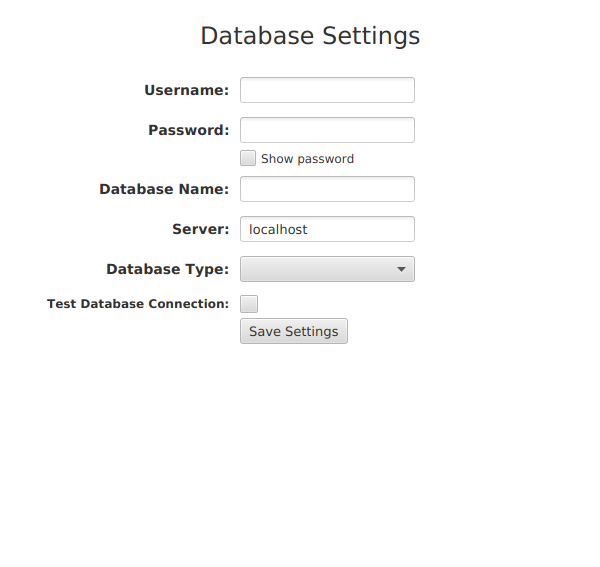 Database Settings
Username:
Password:
Show password
Database Name:
Server: localhost
Database Type:
Test Database Connection:
Save Settings